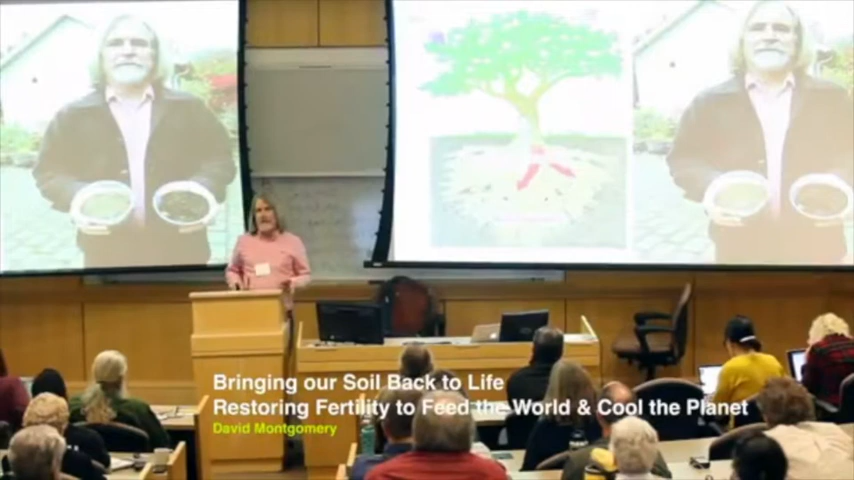 Bringing our Soil Back to Life
Restoring Fertility to Feed the World & Cool the Planet
David Montgomery